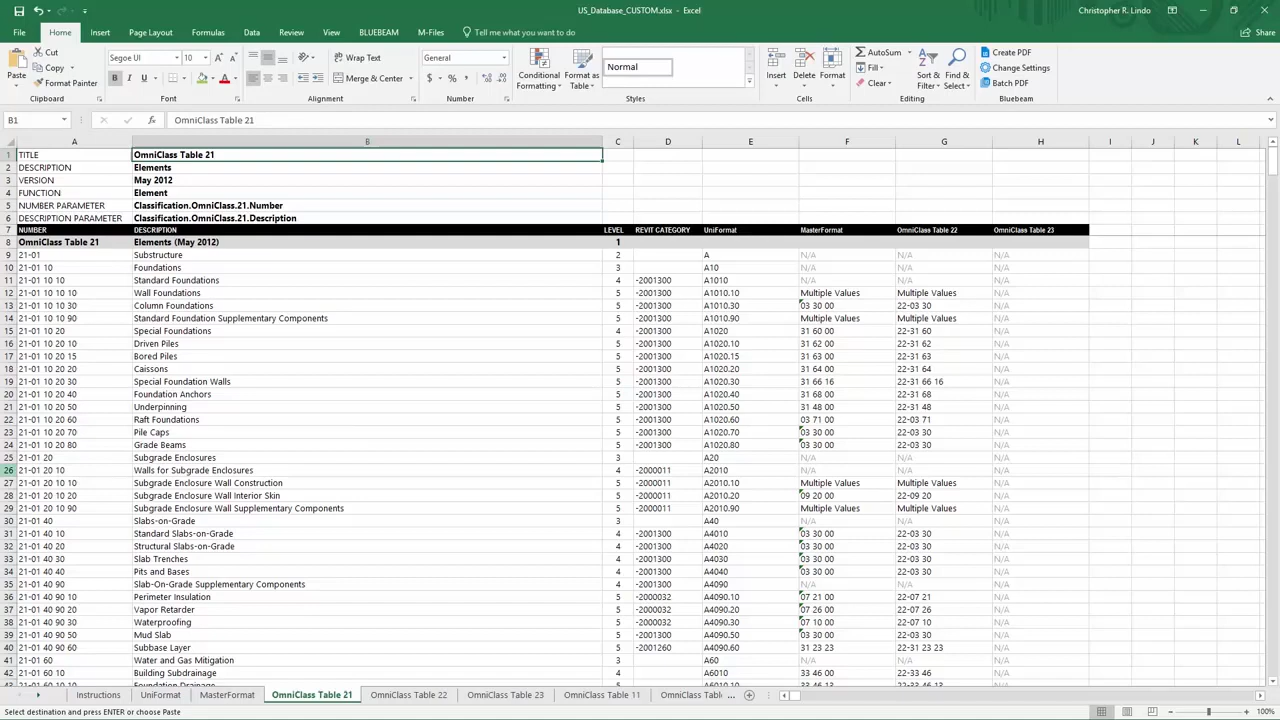 US_Database_CUSTOM.xlsx - Excel
Christopher R. Lindo
File Home Insert Page Layout Formulas Data Review View BLUEBEAM M-Files Tell me what you want to do Share
Cut
Copy
Format Painter
Paste
Clipboard
Segoe UI 10
B I U
Font
Wrap Text
Merge & Center
Alignment
General
$ % ,
Number
Conditional Formatting
Format as Table
Normal
Styles
Insert Delete Format
Cells
AutoSum
Fill
Clear
Sort & Filter
Find & Select
Editing
Create PDF
Change Settings
Batch PDF
Bluebeam
B1 fx OmniClass Table 21
A B C D E F G H I J K L
1 TITLE OmniClass Table 21
2 DESCRIPTION Elements
3 VERSION May 2012
4 FUNCTION Element
5 NUMBER PARAMETER Classification.OmniClass.21.Number
6 DESCRIPTION PARAMETER Classification.OmniClass.21.Description
7 NUMBER DESCRIPTION LEVEL REVIT CATEGORY UniFormat MasterFormat OmniClass Table 22 OmniClass Table 23
8 OmniClass Table 21 Elements (May 2012) 1
9 21-01 Substructure 2 A N/A N/A N/A
10 21-01 10 Foundations 3 A10 N/A N/A N/A
11 21-01 10 10 Standard Foundations 4 -2001300 A1010 N/A N/A N/A
12 21-01 10 10 10 Wall Foundations 5 -2001300 A1010.10 Multiple Values Multiple Values N/A
13 21-01 10 10 30 Column Foundations 5 -2001300 A1010.30 03 30 00 22-03 30 N/A
14 21-01 10 10 90 Standard Foundation Supplementary Components 5 -2001300 A1010.90 Multiple Values Multiple Values N/A
15 21-01 10 20 Special Foundations 4 -2001300 A1020 31 60 00 22-31 60 N/A
16 21-01 10 20 10 Driven Piles 5 -2001300 A1020.10 31 62 00 22-31 62 N/A
17 21-01 10 20 15 Bored Piles 5 -2001300 A1020.15 31 63 00 22-31 63 N/A
18 21-01 10 20 20 Caissons 5 -2001300 A1020.20 31 64 00 22-31 64 N/A
19 21-01 10 20 30 Special Foundation Walls 5 -2001300 A1020.30 31 66 16 22-31 66 16 N/A
20 21-01 10 20 40 Foundation Anchors 5 -2001300 A1020.40 31 68 00 22-31 68 N/A
21 21-01 10 20 50 Underpinning 5 -2001300 A1020.50 31 48 00 22-31 48 N/A
22 21-01 10 20 60 Raft Foundations 5 -2001300 A1020.60 03 71 00 22-03 71 N/A
23 21-01 10 20 70 Pile Caps 5 -2001300 A1020.70 03 30 00 22-03 30 N/A
24 21-01 10 20 80 Grade Beams 5 -2001300 A1020.80 03 30 00 22-03 30 N/A
25 21-01 20 Subgrade Enclosures 3 A20 N/A N/A N/A
26 21-01 20 10 Walls for Subgrade Enclosures 4 -2000011 A2010 N/A N/A N/A
27 21-01 20 10 10 Subgrade Enclosure Wall Construction 5 -2000011 A2010.10 Multiple Values Multiple Values N/A
28 21-01 20 10 20 Subgrade Enclosure Wall Interior Skin 5 -2000011 A2010.20 09 20 00 22-09 20 N/A
29 21-01 20 10 90 Subgrade Enclosure Wall Supplementary Components 5 -2000011 A2010.90 Multiple Values Multiple Values N/A
30 21-01 40 Slabs-on-Grade 3 A40 N/A N/A N/A
31 21-01 40 10 Standard Slabs-on-Grade 4 -2001300 A4010 03 30 00 22-03 30 N/A
32 21-01 40 20 Structural Slabs-on-Grade 4 -2001300 A4020 03 30 00 22-03 30 N/A
33 21-01 40 30 Slab Trenches 4 -2001300 A4030 03 30 00 22-03 30 N/A
34 21-01 40 40 Pits and Bases 4 -2001300 A4040 03 30 00 22-03 30 N/A
35 21-01 40 90 Slab-On-Grade Supplementary Components 4 -2001300 A4090 N/A N/A N/A
36 21-01 40 90 10 Perimeter Insulation 5 -2000032 A4090.10 07 21 00 22-07 21 N/A
37 21-01 40 90 20 Vapor Retarder 5 -2000032 A4090.20 07 26 00 22-07 26 N/A
38 21-01 40 90 30 Waterproofing 5 -2000032 A4090.30 07 10 00 22-07 10 N/A
39 21-01 40 90 50 Mud Slab 5 -2001300 A4090.50 03 30 00 22-03 30 N/A
40 21-01 40 90 60 Subbase Layer 5 -2001260 A4090.60 31 23 23 22-31 23 23 N/A
41 21-01 60 Water and Gas Mitigation 3 A60 N/A N/A N/A
42 21-01 60 10 Building Subdrainage 4 A6010 33 46 00 22-33 46 N/A
43 21-01 60 10 10 Foundation Drainage 5 A6010.10 33 46 13 22-33 46 13 N/A
Instructions UniFormat MasterFormat OmniClass Table 21 OmniClass Table 22 OmniClass Table 23 OmniClass Table 11 OmniClass Table ...
Select destination and press ENTER or choose Paste
100%